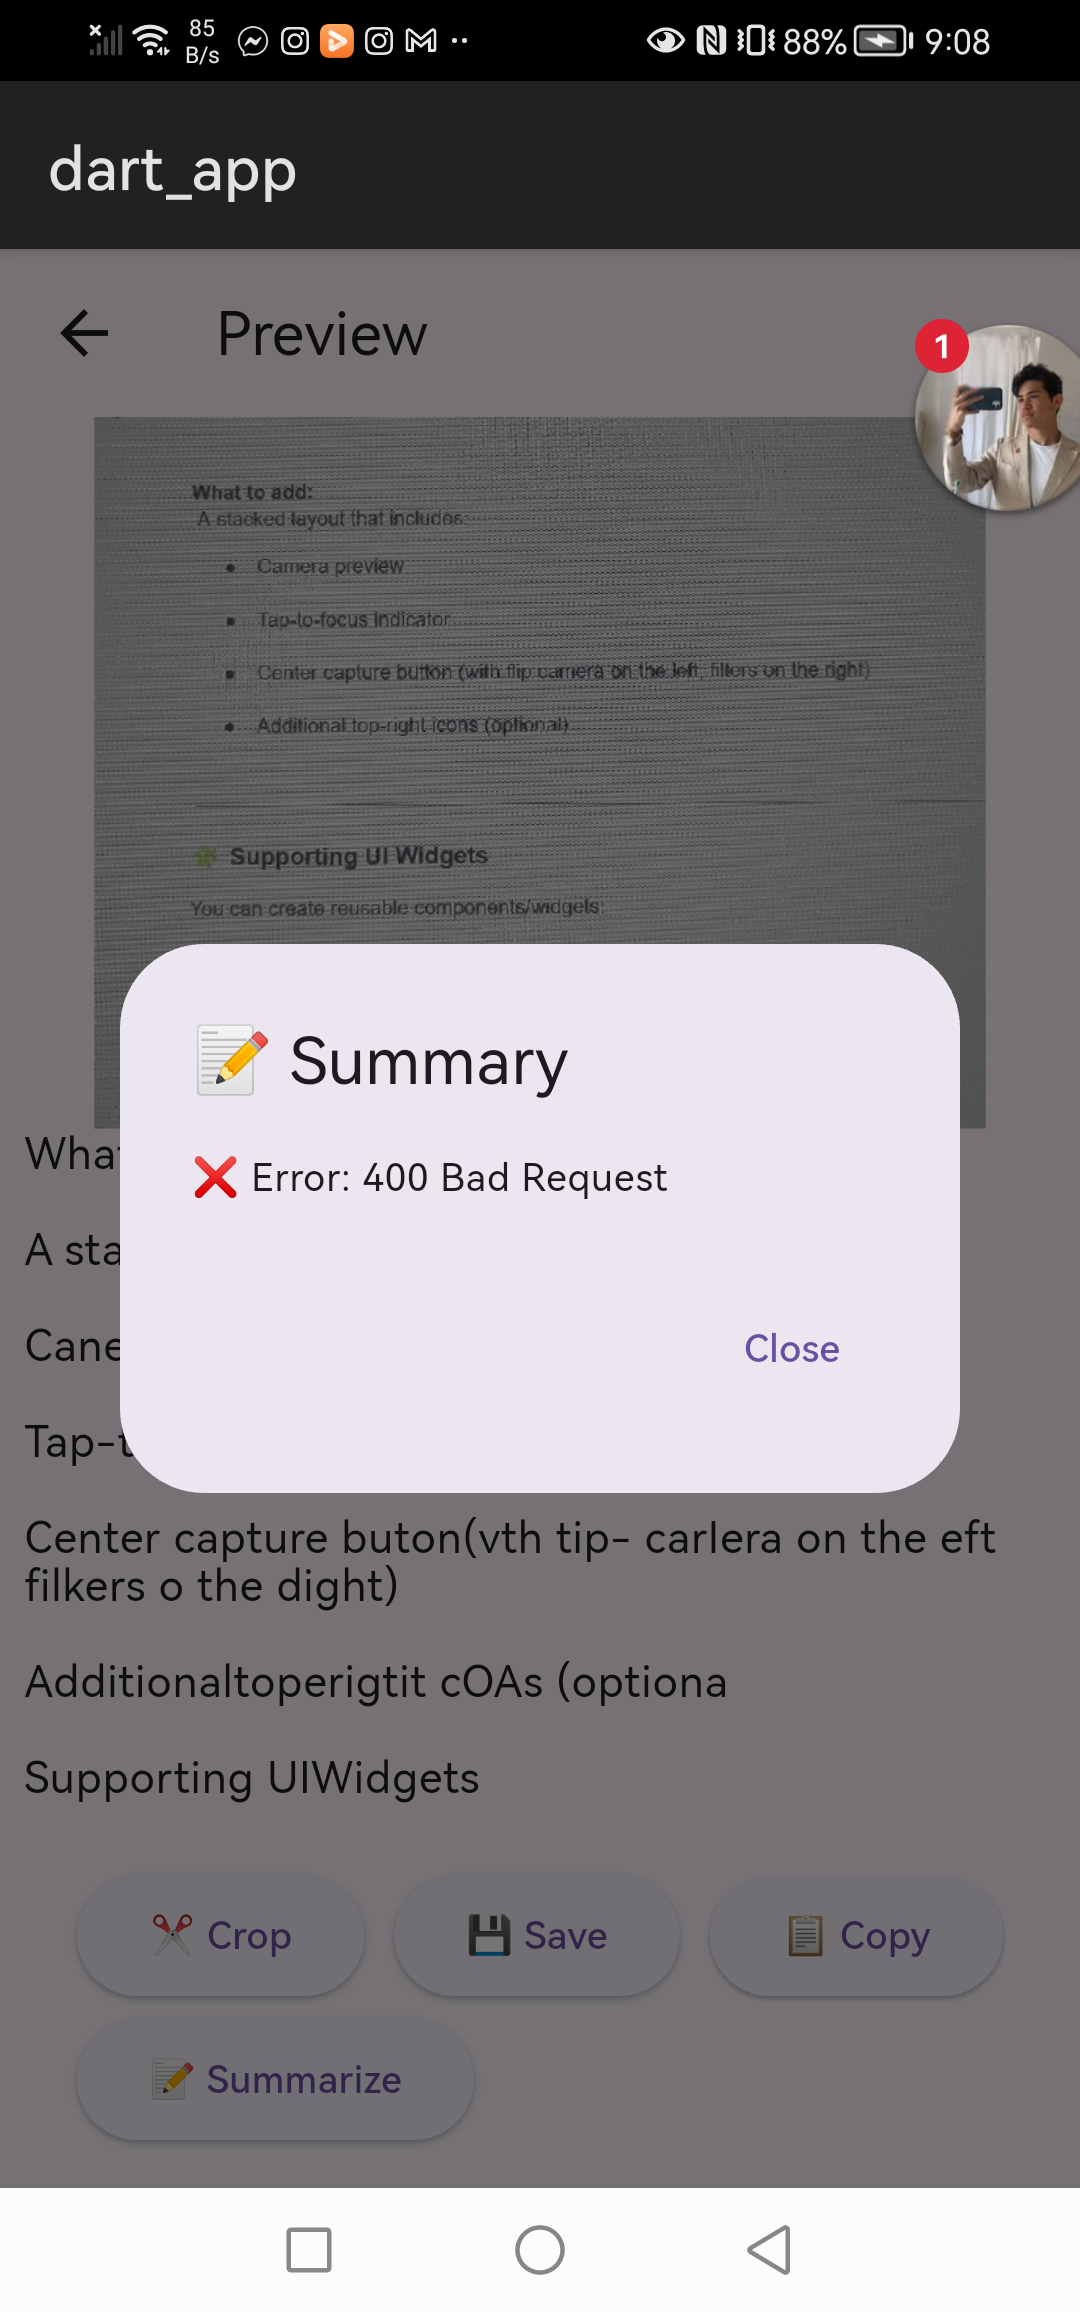 85
B/s
88%
9:08
dart_app
Preview
1
What to add:
A stacked layout that includes:
Camera preview
Tap-to-focus indicator
Center capture button (with flip camera on the left, filters on the right)
Additional top-right icons (optional)
Supporting UI Widgets
You can create reusable components/widgets:
📝 Summary
❌ Error: 400 Bad Request
Close
What
A sta
Cane
Tap-t
Center capture buton(vth tip- carlera on the eft
filkers o the dight)
Additionaltoperigtit cOAs (optiona
Supporting UIWidgets
✂️ Crop
💾 Save
📋 Copy
📝 Summarize